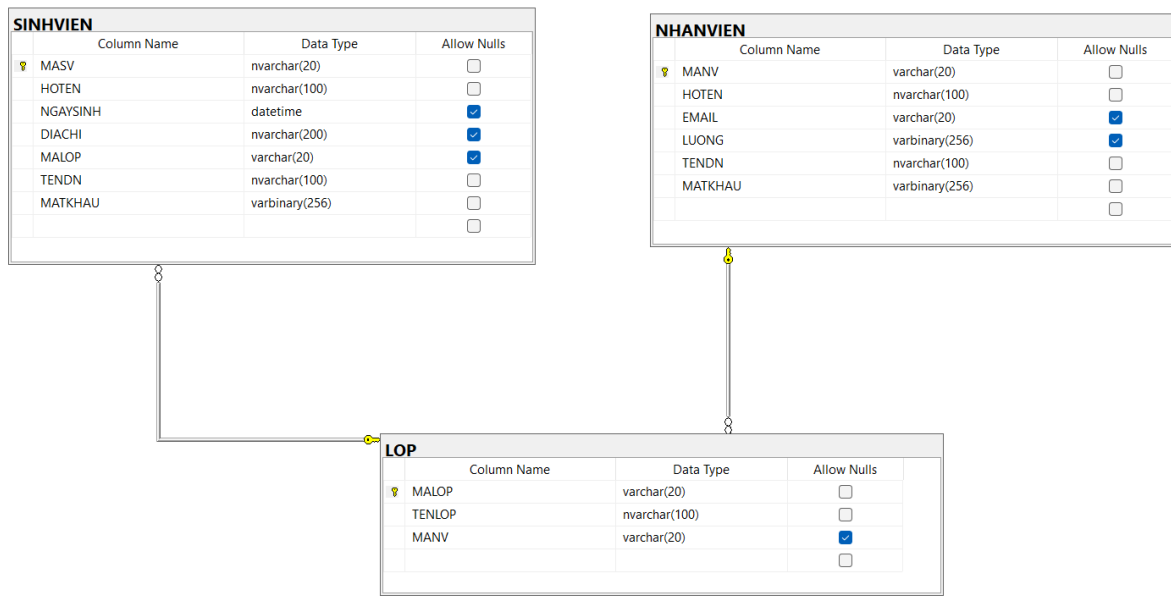 SINHVIEN
Column Name Data Type Allow Nulls
MASV nvarchar(20)
HOTEN nvarchar(100)
NGAYSINH datetime
DIACHI nvarchar(200)
MALOP varchar(20)
TENDN nvarchar(100)
MATKHAU varbinary(256)
NHANVIEN
Column Name Data Type Allow Nulls
MANV varchar(20)
HOTEN nvarchar(100)
EMAIL varchar(20)
LUONG varbinary(256)
TENDN nvarchar(100)
MATKHAU varbinary(256)
LOP
Column Name Data Type Allow Nulls
MALOP varchar(20)
TENLOP nvarchar(100)
MANV varchar(20)